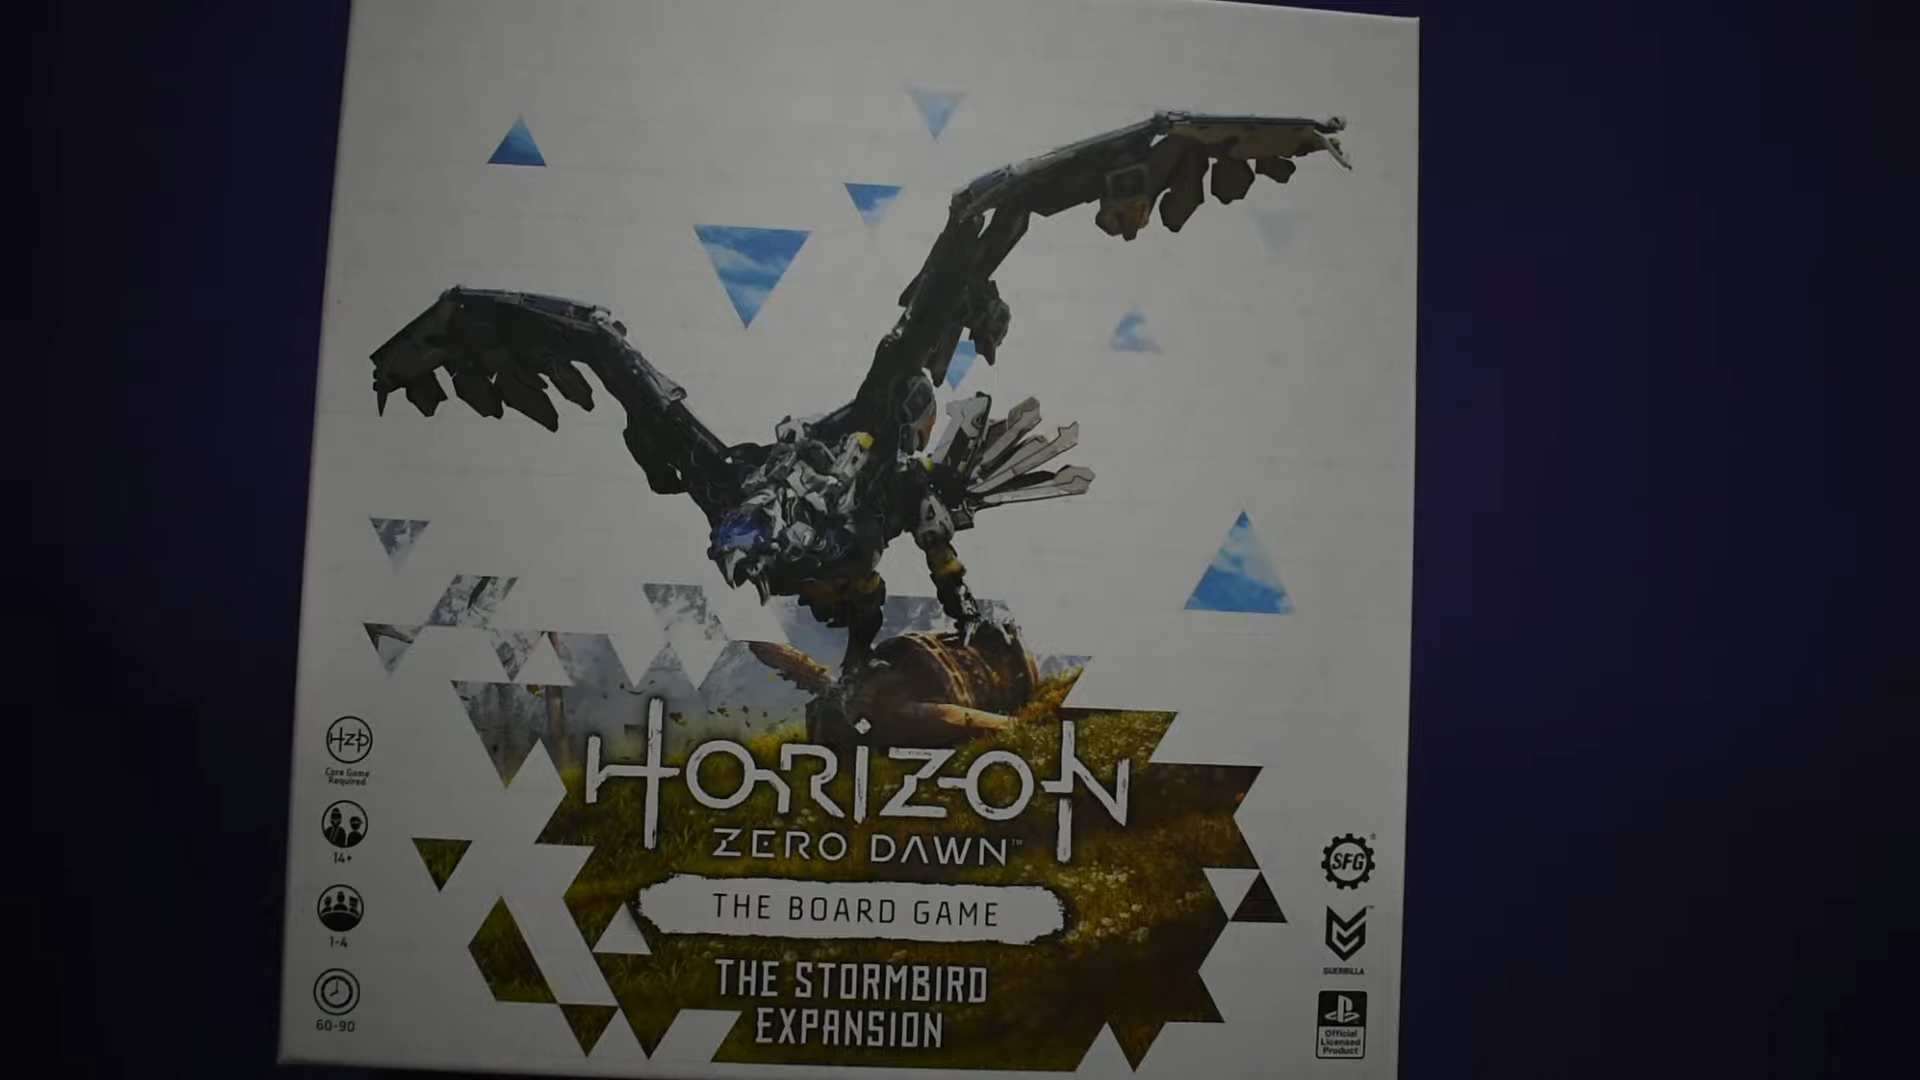 HZD
Core Game
Required
14+
1-4
60-90
HORIZON
ZERO DAWN™
THE BOARD GAME
THE STORMBIRD
EXPANSION
SFG®
GUERRILLA
Official
Licensed
Product